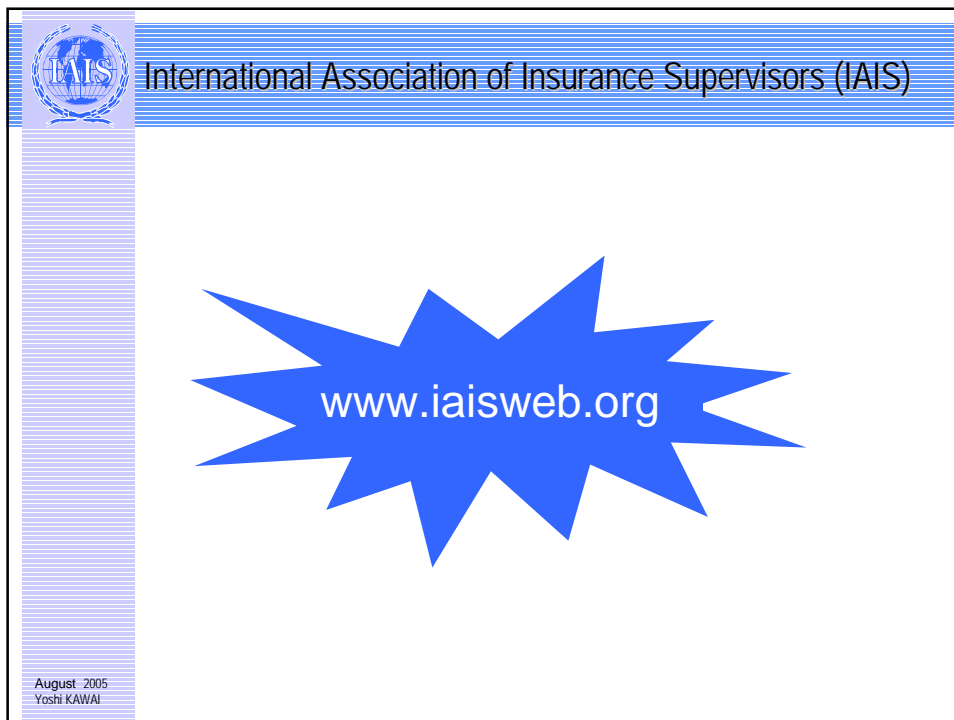 IAIS
International Association of Insurance Supervisors (IAIS)
www.iaisweb.org
August 2005
Yoshi KAWAI